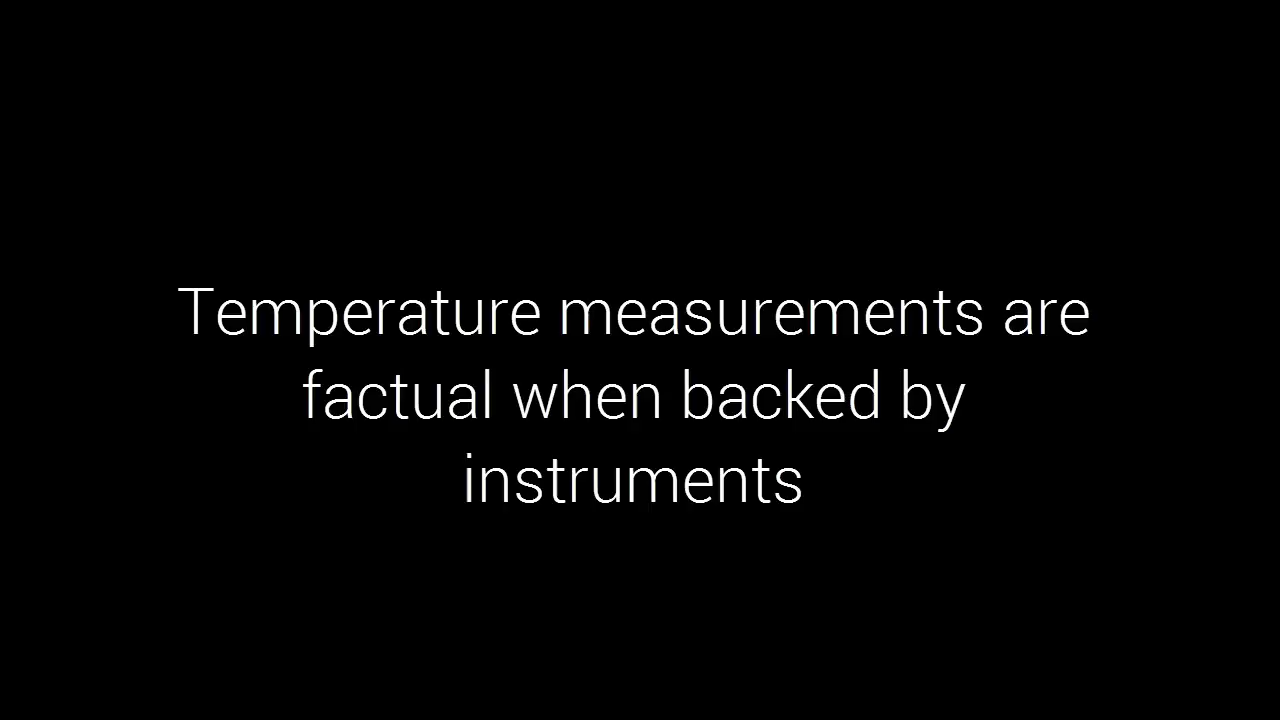 Temperature measurements are
factual when backed by
instruments